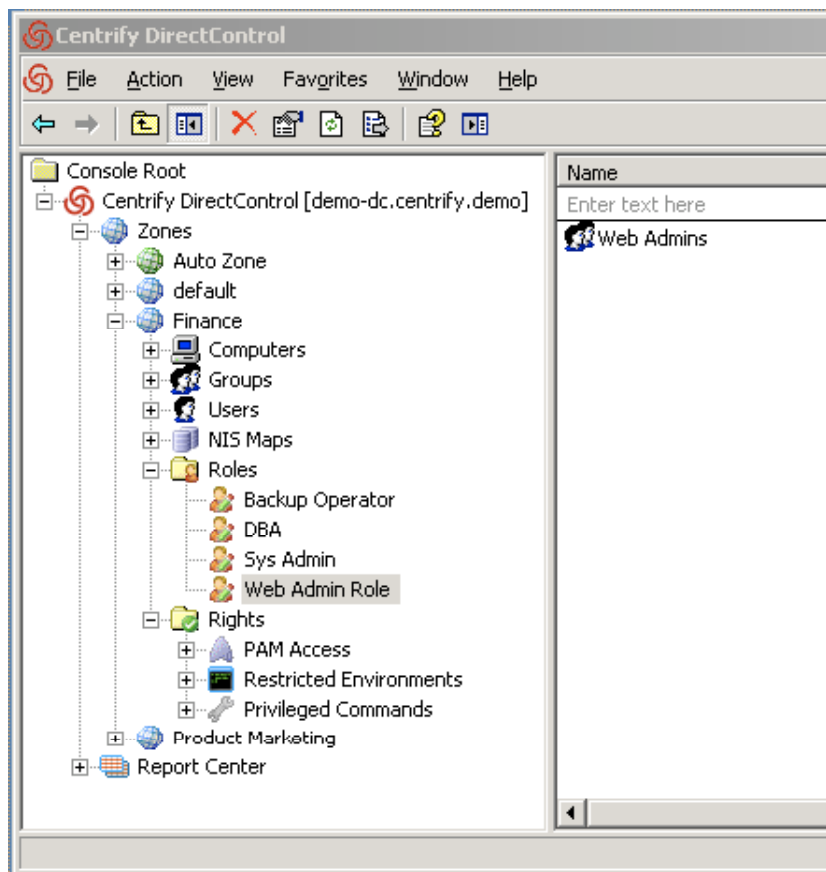 Centrify DirectControl
File Action View Favorites Window Help
Console Root
Centrify DirectControl [demo-dc.centrify.demo]
Zones
Auto Zone
default
Finance
Computers
Groups
Users
NIS Maps
Roles
Backup Operator
DBA
Sys Admin
Web Admin Role
Rights
PAM Access
Restricted Environments
Privileged Commands
Product Marketing
Report Center
Name
Enter text here
Web Admins